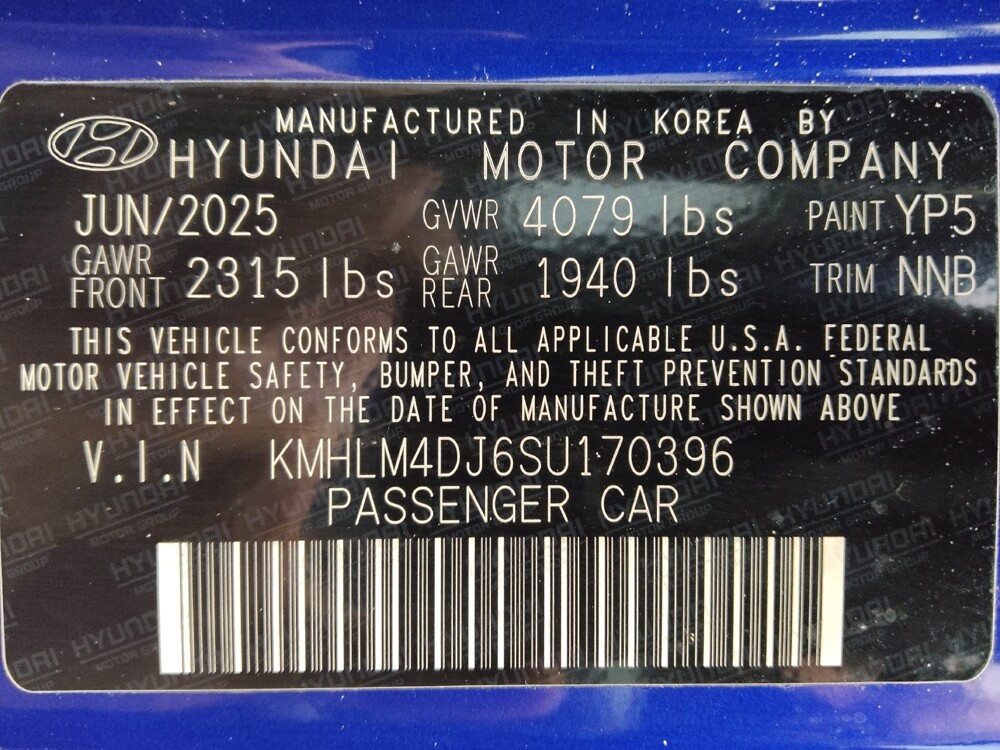 MANUFACTURED IN KOREA BY
HYUNDAI MOTOR COMPANY
JUN/2025 GVWR 4079 lbs PAINT YP5
GAWR FRONT 2315 lbs GAWR REAR 1940 lbs TRIM NNB
THIS VEHICLE CONFORMS TO ALL APPLICABLE U.S.A. FEDERAL
MOTOR VEHICLE SAFETY, BUMPER, AND THEFT PREVENTION STANDARDS
IN EFFECT ON THE DATE OF MANUFACTURE SHOWN ABOVE
V.I.N KMHLM4DJ6SU170396
PASSENGER CAR